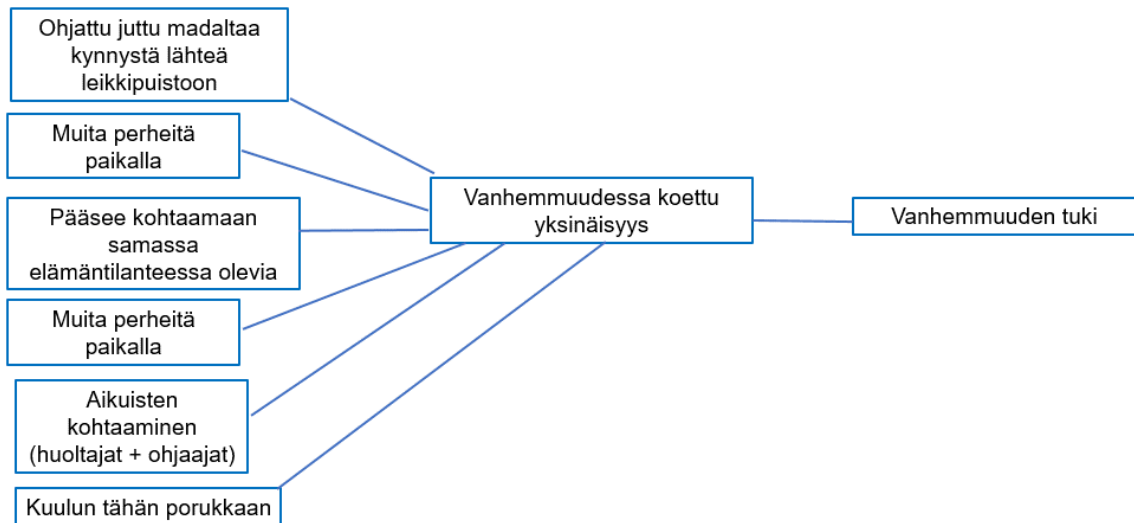 Ohjattu juttu madaltaa
kynnystä lähteä
leikkipuistoon
Muita perheitä
paikalla
Pääsee kohtaamaan
samassa
elämäntilanteessa olevia
Muita perheitä
paikalla
Aikuisten
kohtaaminen
(huoltajat + ohjaajat)
Kuulun tähän porukkaan
Vanhemmuudessa koettu
yksinäisyys
Vanhemmuuden tuki